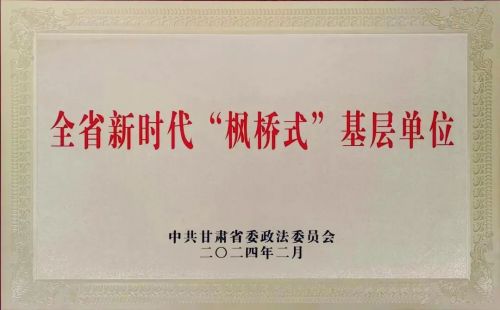 全省新时代“枫桥式”基层单位
中共甘肃省委政法委员会
二〇二四年二月